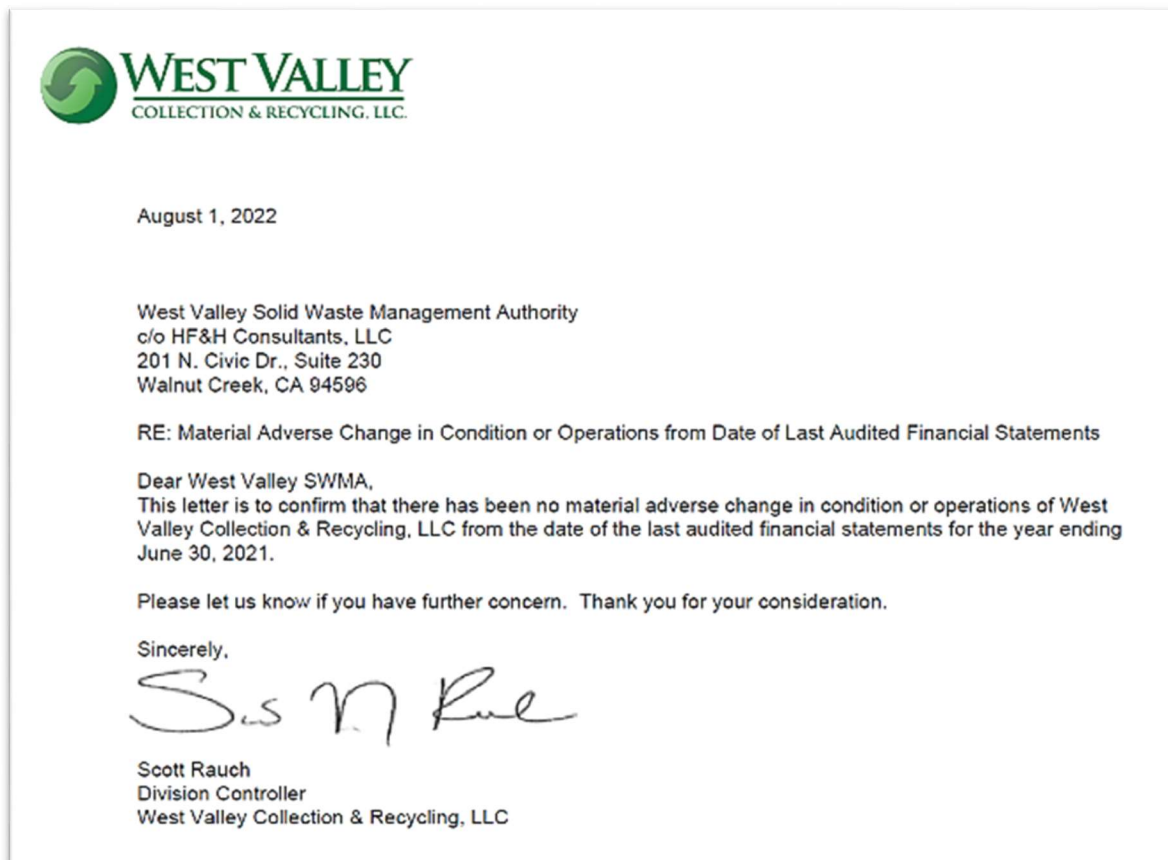 WEST VALLEY
COLLECTION & RECYCLING, LLC.
August 1, 2022
West Valley Solid Waste Management Authority
c/o HF&H Consultants, LLC
201 N. Civic Dr., Suite 230
Walnut Creek, CA 94596
RE: Material Adverse Change in Condition or Operations from Date of Last Audited Financial Statements
Dear West Valley SWMA,
This letter is to confirm that there has been no material adverse change in condition or operations of West
Valley Collection & Recycling, LLC from the date of the last audited financial statements for the year ending
June 30, 2021.
Please let us know if you have further concern.  Thank you for your consideration.
Sincerely,
Scott Rauch
Division Controller
West Valley Collection & Recycling, LLC